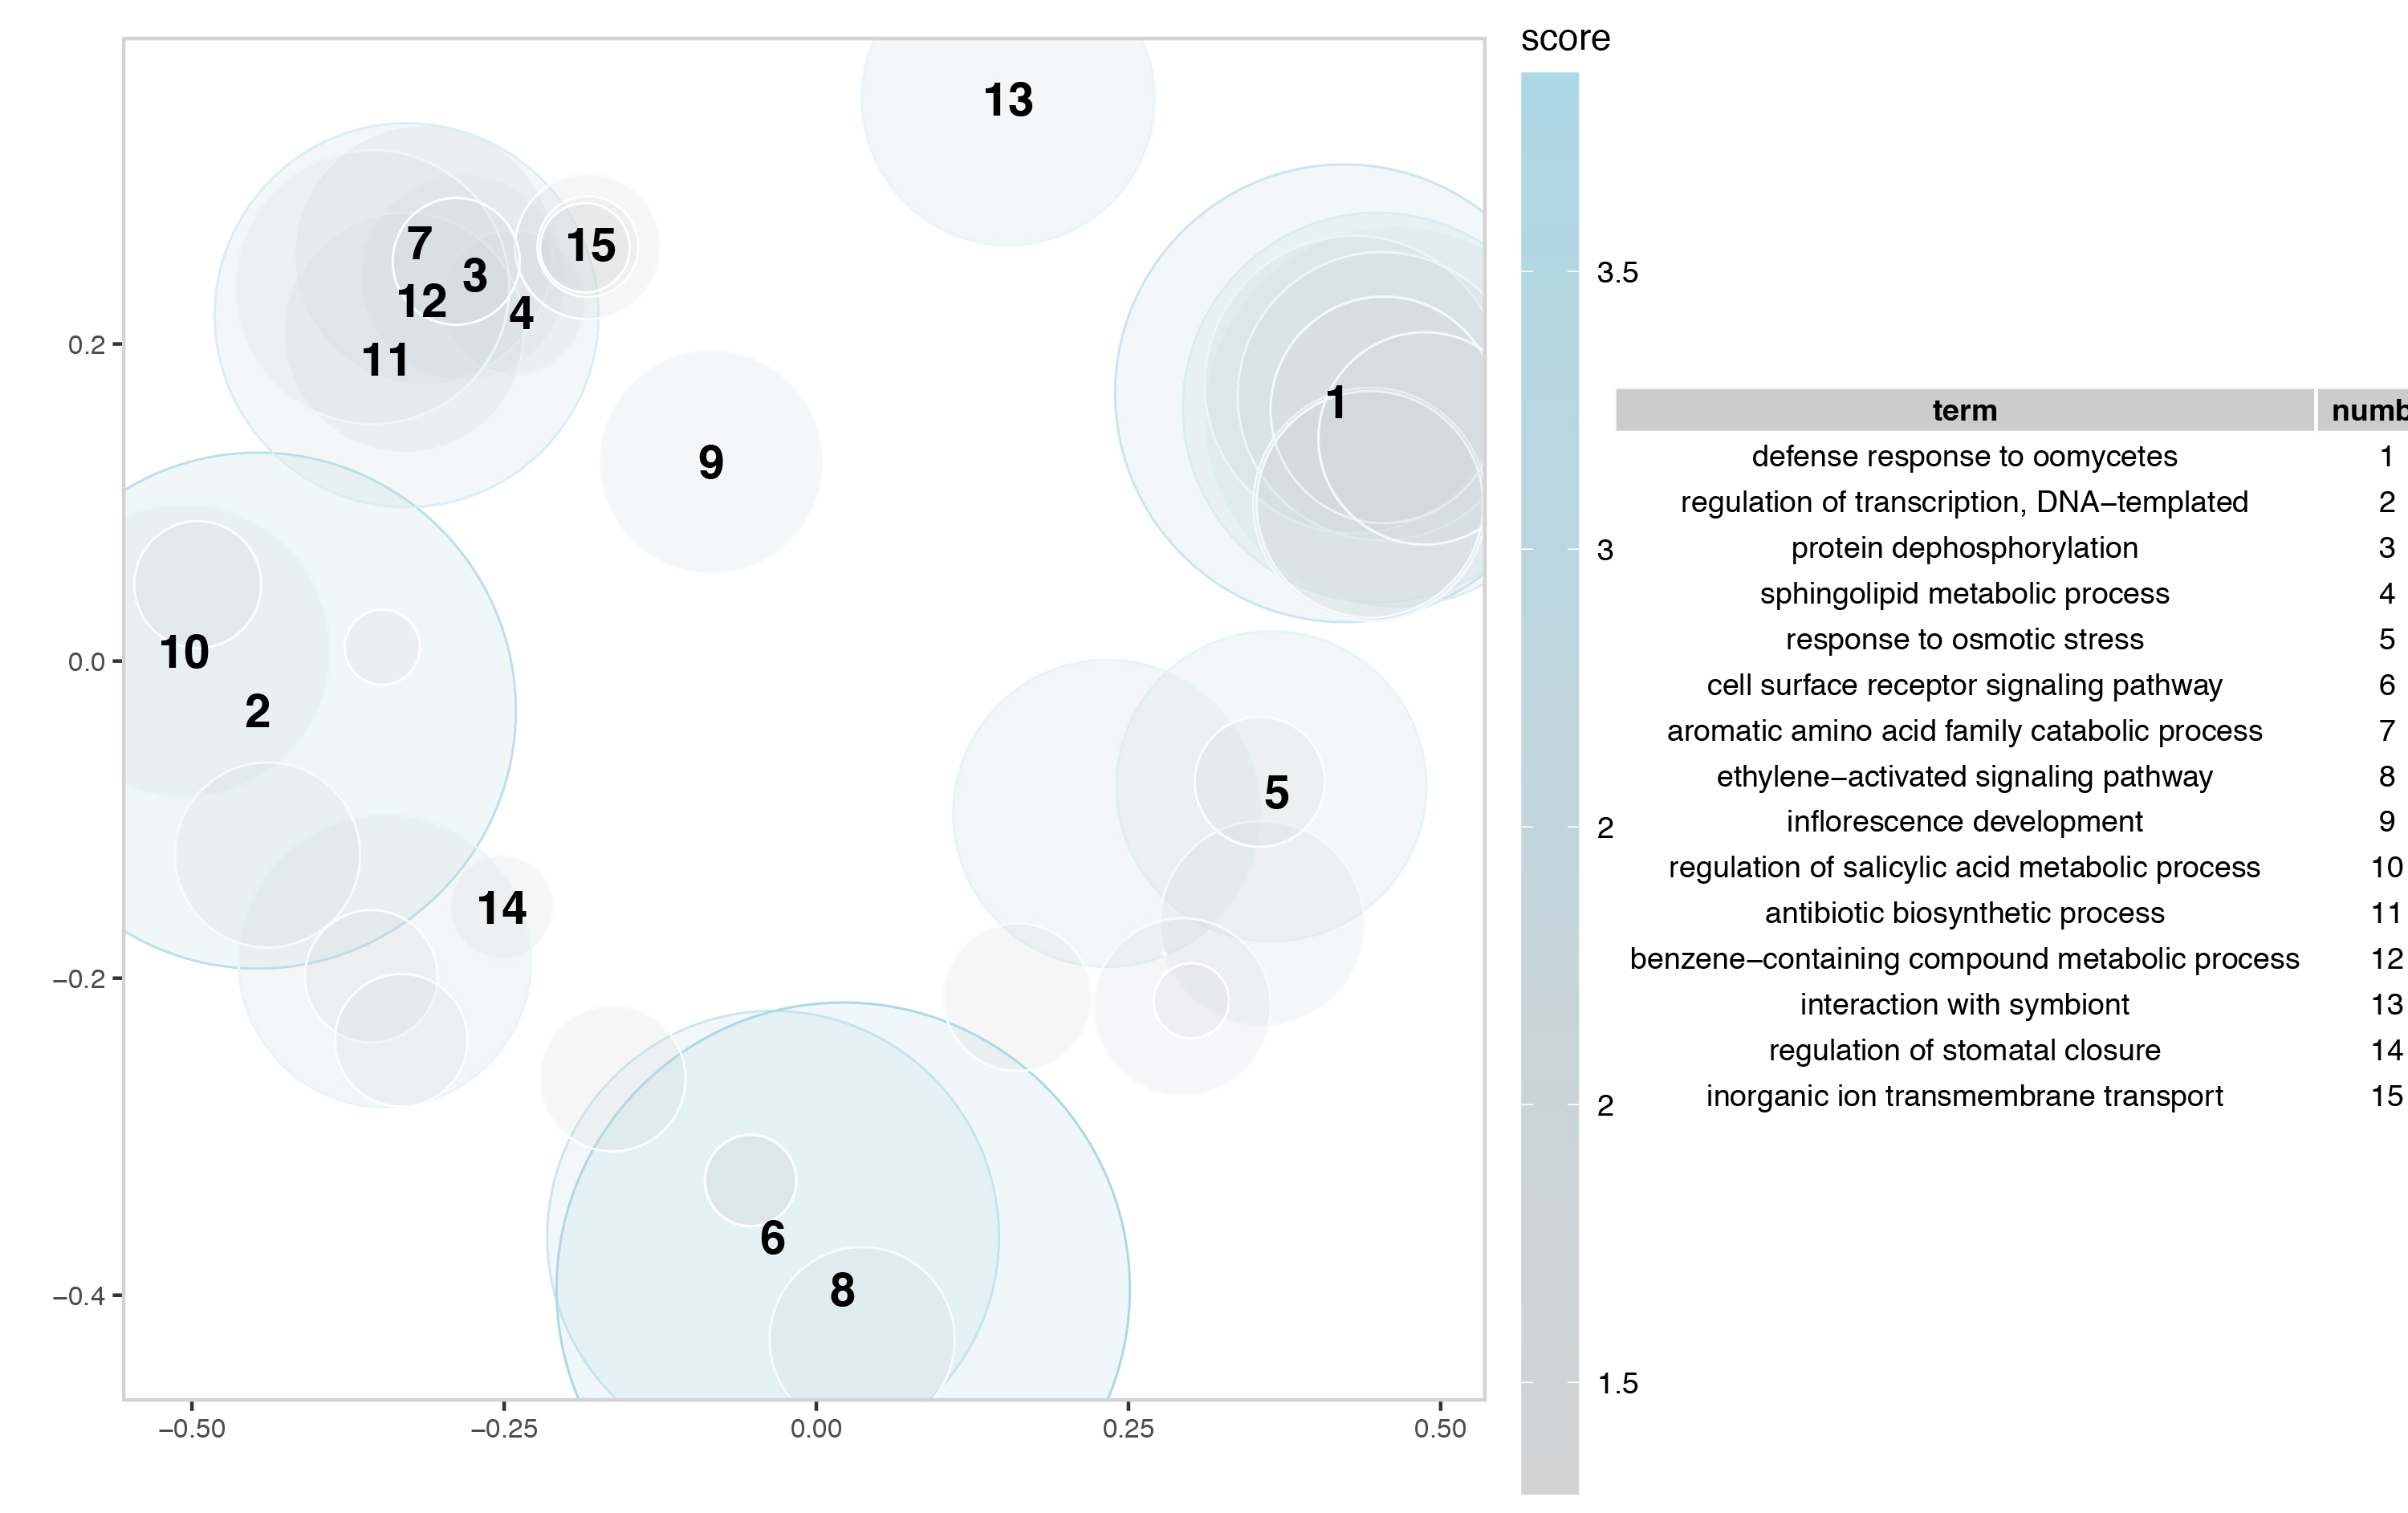 score
13
7
15
3
12
4
11
1
9
10
2
5
14
6
8
0.2
0.0
−0.2
−0.4
−0.50
−0.25
0.00
0.25
0.50
3.5
3
2
2
1.5
term numb
defense response to oomycetes 1
regulation of transcription, DNA−templated 2
protein dephosphorylation 3
sphingolipid metabolic process 4
response to osmotic stress 5
cell surface receptor signaling pathway 6
aromatic amino acid family catabolic process 7
ethylene−activated signaling pathway 8
inflorescence development 9
regulation of salicylic acid metabolic process 10
antibiotic biosynthetic process 11
benzene−containing compound metabolic process 12
interaction with symbiont 13
regulation of stomatal closure 14
inorganic ion transmembrane transport 15